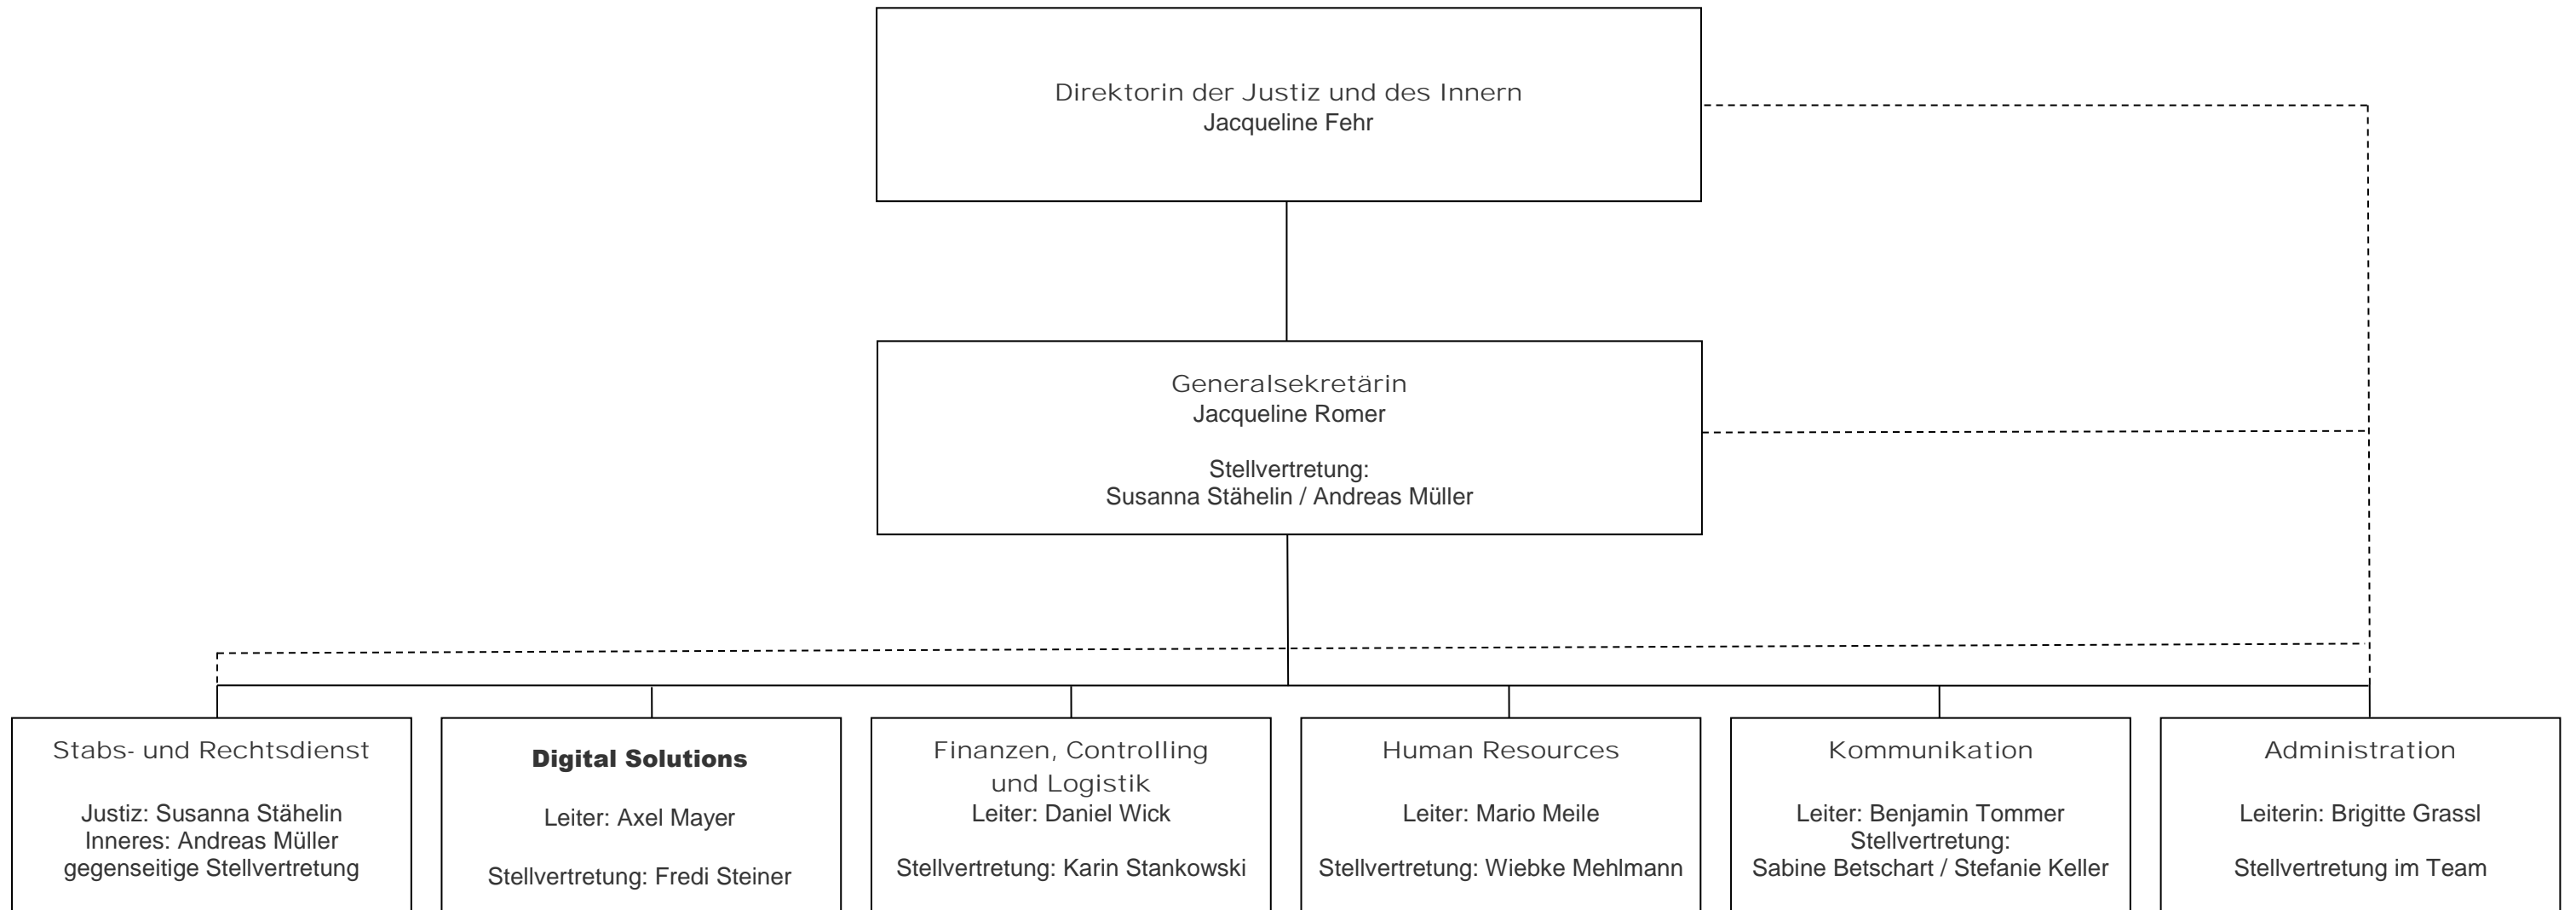 Direktorin der Justiz und des Innern
Jacqueline Fehr
Generalsekretärin
Jacqueline Romer
Stellvertretung:
Susanna Stähelin / Andreas Müller
Stabs- und Rechtsdienst
Justiz: Susanna Stähelin
Inneres: Andreas Müller
gegenseitige Stellvertretung
Digital Solutions
Leiter: Axel Mayer
Stellvertretung: Fredi Steiner
Finanzen, Controlling
und Logistik
Leiter: Daniel Wick
Stellvertretung: Karin Stankowski
Human Resources
Leiter: Mario Meile
Stellvertretung: Wiebke Mehlmann
Kommunikation
Leiter: Benjamin Tommer
Stellvertretung:
Sabine Betschart / Stefanie Keller
Administration
Leiterin: Brigitte Grassl
Stellvertretung im Team